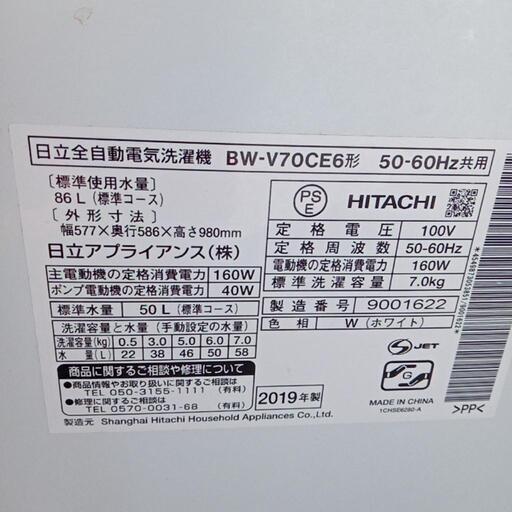 日立全自動電気洗濯機 BW-V70CE6形 50-60Hz共用
〔標準使用水量〕
86L(標準コース)
〔外形寸法〕
幅577×奥行586×高さ980mm
日立アプライアンス(株)
主電動機の定格消費電力 160W
ポンプ電動機の定格消費電力 40W
標準水量 50L(標準コース)
洗濯容量と水量(手動設定の水量)
洗濯容量(kg) 0.5 3.0 5.0 6.0 7.0
水量(L) 22 38 46 50 58
商品に関するご相談や修理について
●商品情報やお取り扱いに関するご相談
TEL 050-3155-1111 (有料)
●修理に関するご相談
TEL 0570-0031-68 (有料)
2019年製
製造元 Shanghai Hitachi Household Appliances Co.,Ltd.
PSE
HITACHI
定格電圧 100V
定格周波数 50-60Hz
電動機の定格消費電力 160W
標準洗濯容量 7.0kg
製造番号 9001622
色相 W(ホワイト)
S JET
G
MADE IN CHINA
1CHSE6280-A
>PP<